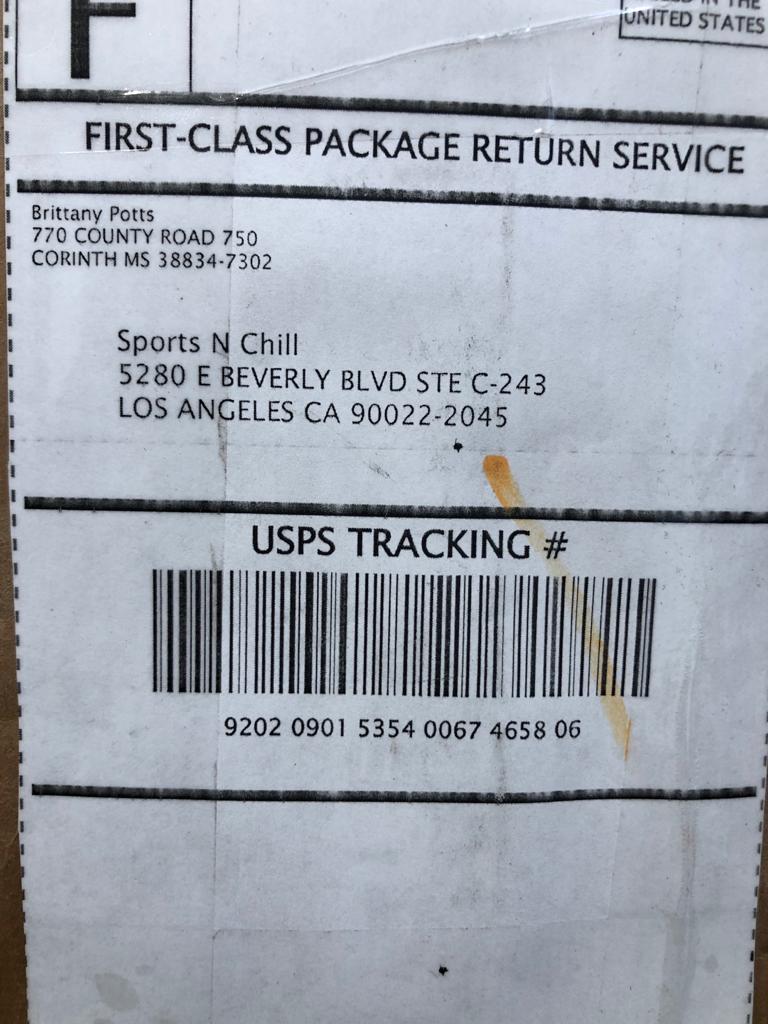 F
UNITED STATES
FIRST-CLASS PACKAGE RETURN SERVICE
Brittany Potts
770 COUNTY ROAD 750
CORINTH MS 38834-7302
Sports N Chill
5280 E BEVERLY BLVD STE C-243
LOS ANGELES CA 90022-2045
USPS TRACKING #
9202 0901 5354 0067 4658 06